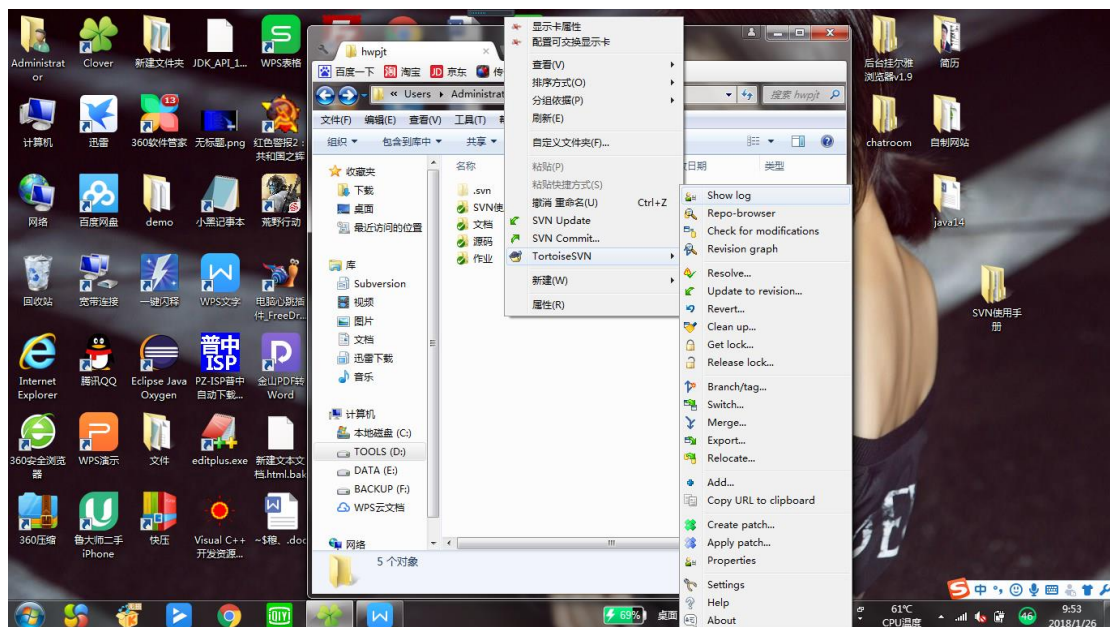 Administrat
or
Clover
新建文件夹
JDK_API_1...
WPS表格
计算机
迅雷
13
360软件管家
无标题.png
红色警报2：
共和国之辉
网络
百度网盘
demo
小黑记事本
荒野行动
回收站
宽带连接
一键闪释
WPS文字
电脑心跳插
件_FreeDr...
Internet
Explorer
腾讯QQ
Eclipse Java
Oxygen
普中
ISP
PZ-ISP普中
自动下载...
金山PDF转
Word
360安全浏览
器
WPS演示
文件
editplus.exe
新建文本文
档.html.bak
360压缩
鲁大师二手
iPhone
快压
Visual C++
开发资源...
~$稷、.doc
hwpjt
百度一下
淘宝
JD 京东
传
« Users ▸ Administrat
搜索 hwpjt
文件(F) 编辑(E) 查看(V) 工具(T)
组织 包含到库中 共享
收藏夹
下载
桌面
最近访问的位置
库
Subversion
视频
图片
文档
迅雷下载
音乐
计算机
本地磁盘 (C:)
TOOLS (D:)
DATA (E:)
BACKUP (F:)
WPS云文档
网络
名称
日期
类型
.svn
SVN使
文档
源码
作业
5 个对象
显示卡属性
配置可交换显示卡
查看(V)
排序方式(O)
分组依据(P)
刷新(E)
自定义文件夹(F)...
粘贴(P)
粘贴快捷方式(S)
撤消 重命名(U) Ctrl+Z
SVN Update
SVN Commit...
TortoiseSVN
新建(W)
属性(R)
Show log
Repo-browser
Check for modifications
Revision graph
Resolve...
Update to revision...
Revert...
Clean up...
Get lock...
Release lock...
Branch/tag...
Switch...
Merge...
Export...
Relocate...
Add...
Copy URL to clipboard
Create patch...
Apply patch...
Properties
Settings
Help
About
后台挂尔雅
浏览器v1.9
简历
chatroom
自制网站
java14
SVN使用手
册
中
69%
桌面
61℃
CPU温度
46
9:53
2018/1/26